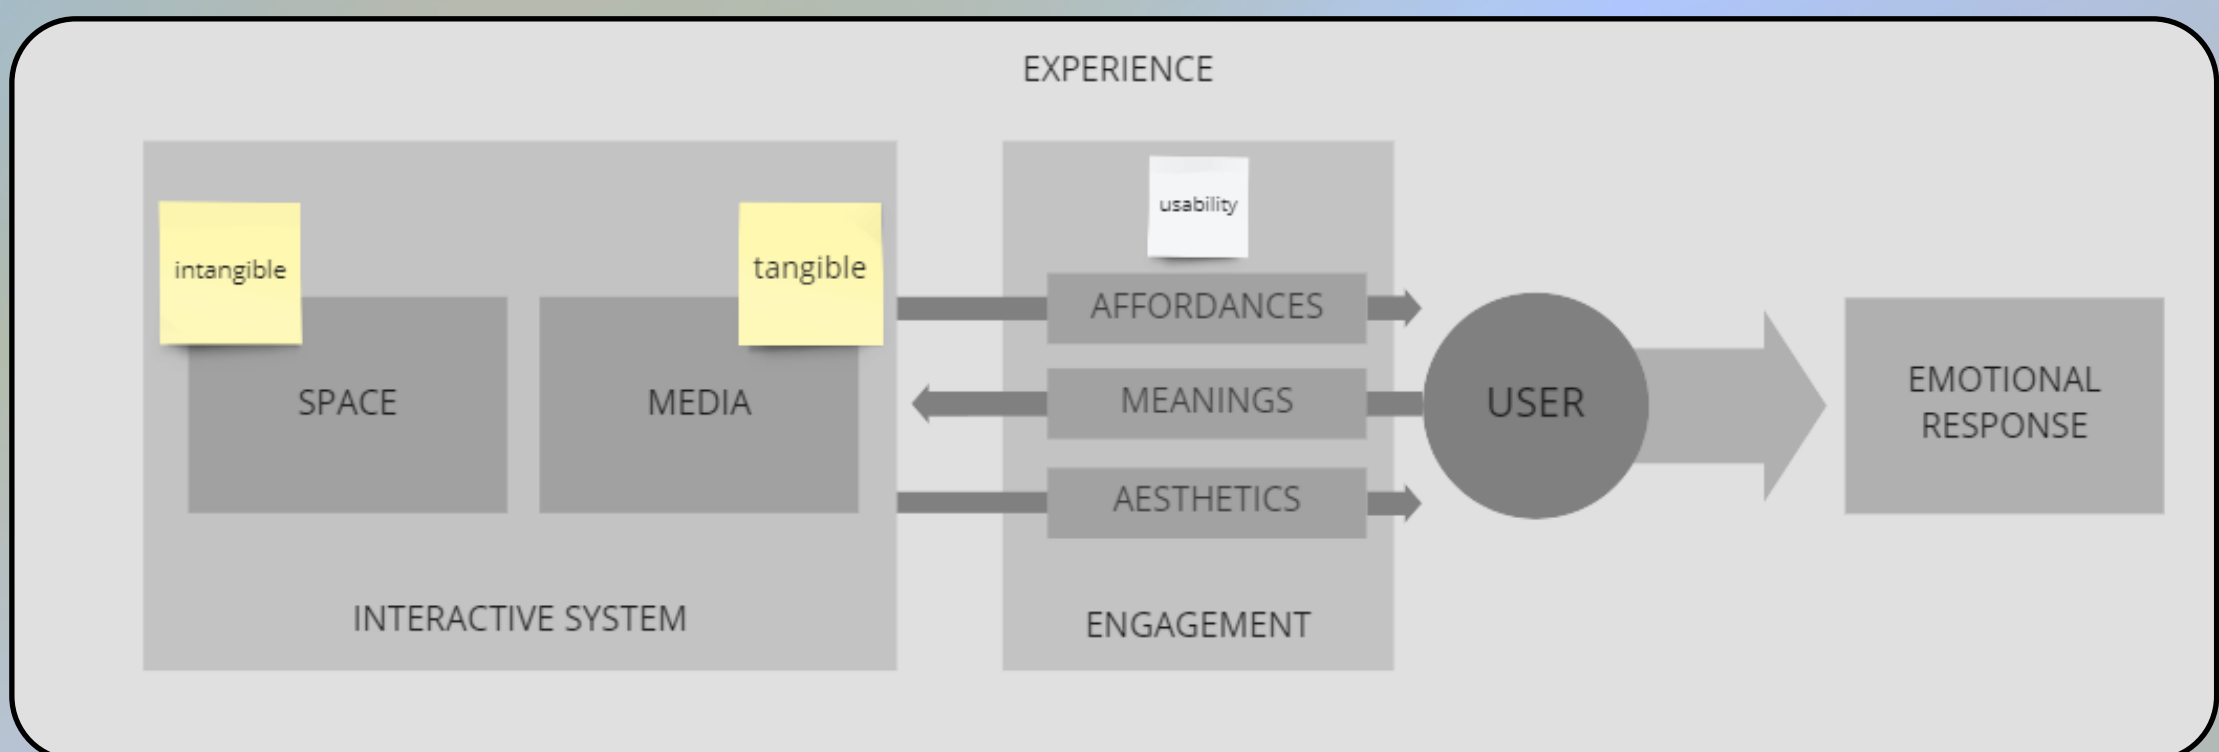 EXPERIENCE
intangible
tangible
SPACE
MEDIA
INTERACTIVE SYSTEM
usability
AFFORDANCES
MEANINGS
AESTHETICS
ENGAGEMENT
USER
EMOTIONAL
RESPONSE